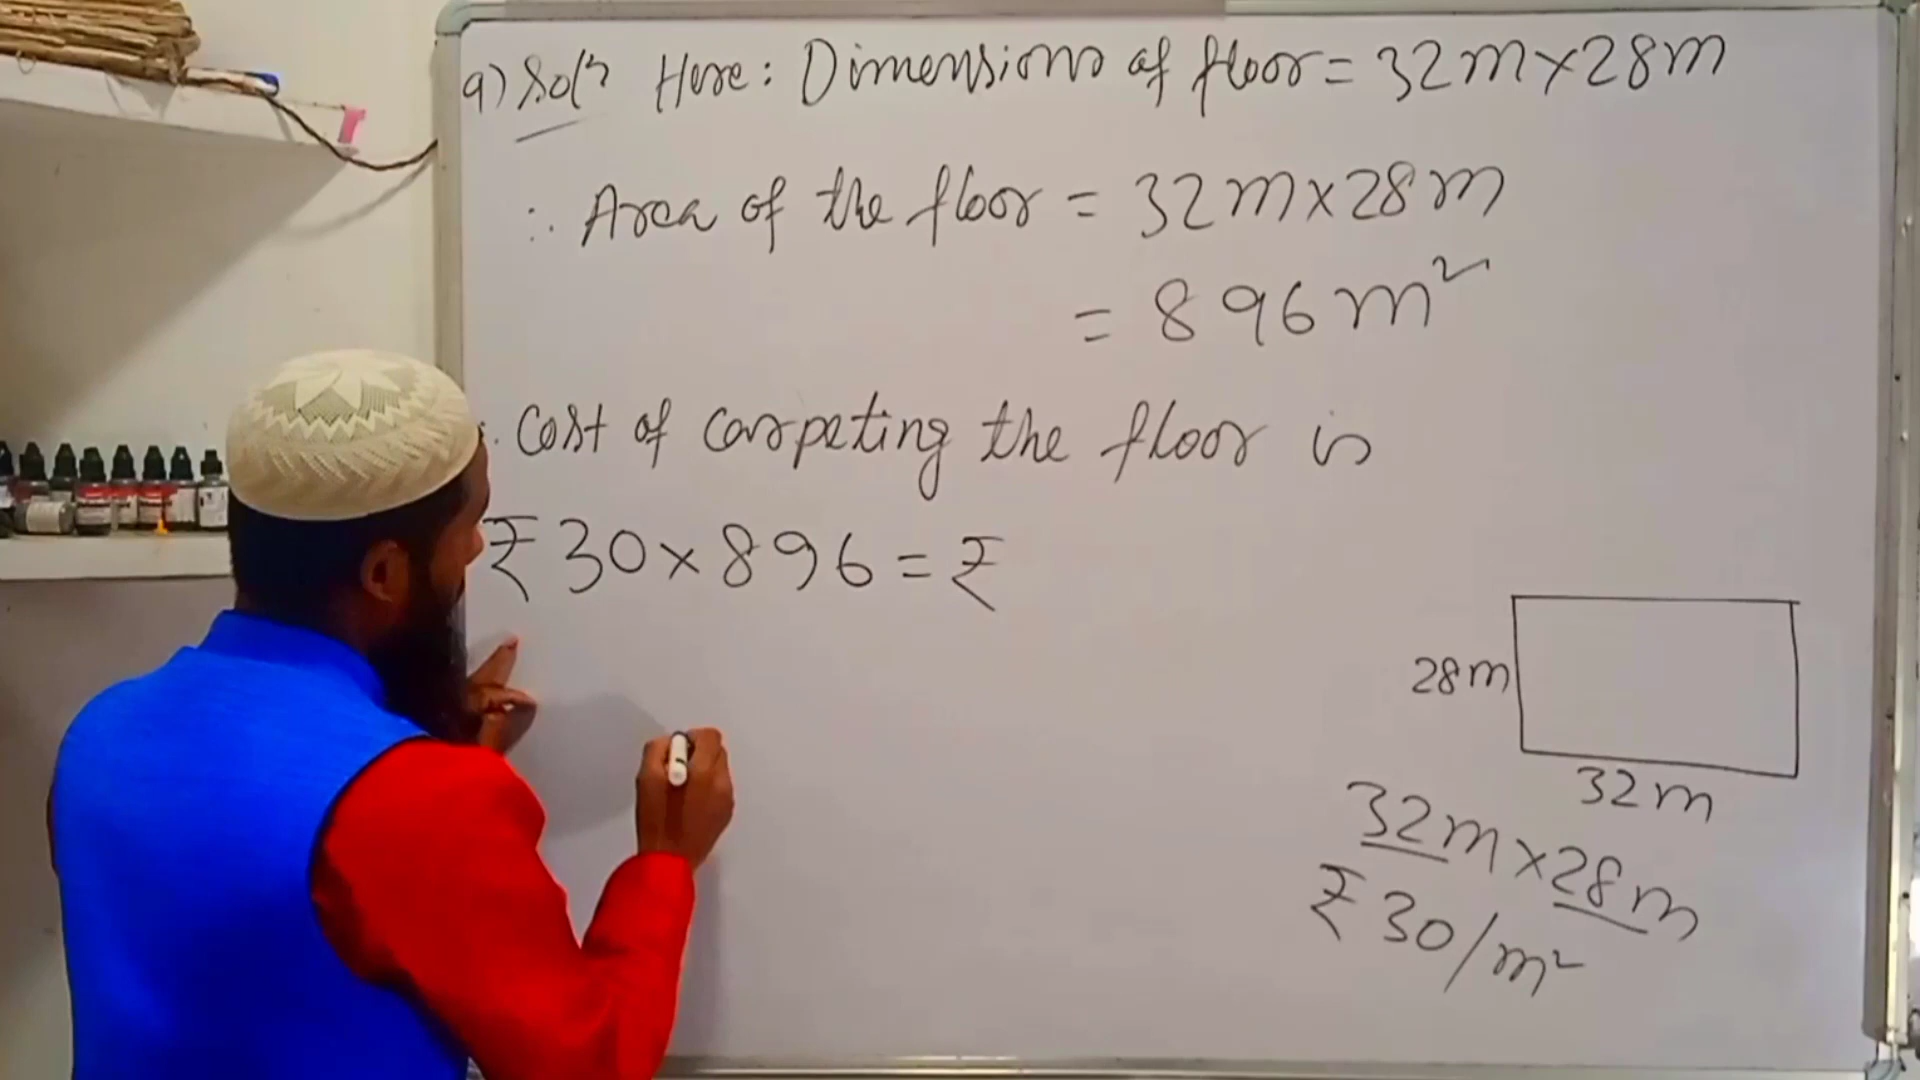 9) Sol? Here: Dimensions of floor = 32m×28m
∴ Area of the floor = 32m×28m
= 896m²
∴ Cost of carpeting the floor is
₹30×896 = ₹
28m
32m
32m×28m
₹30/m²